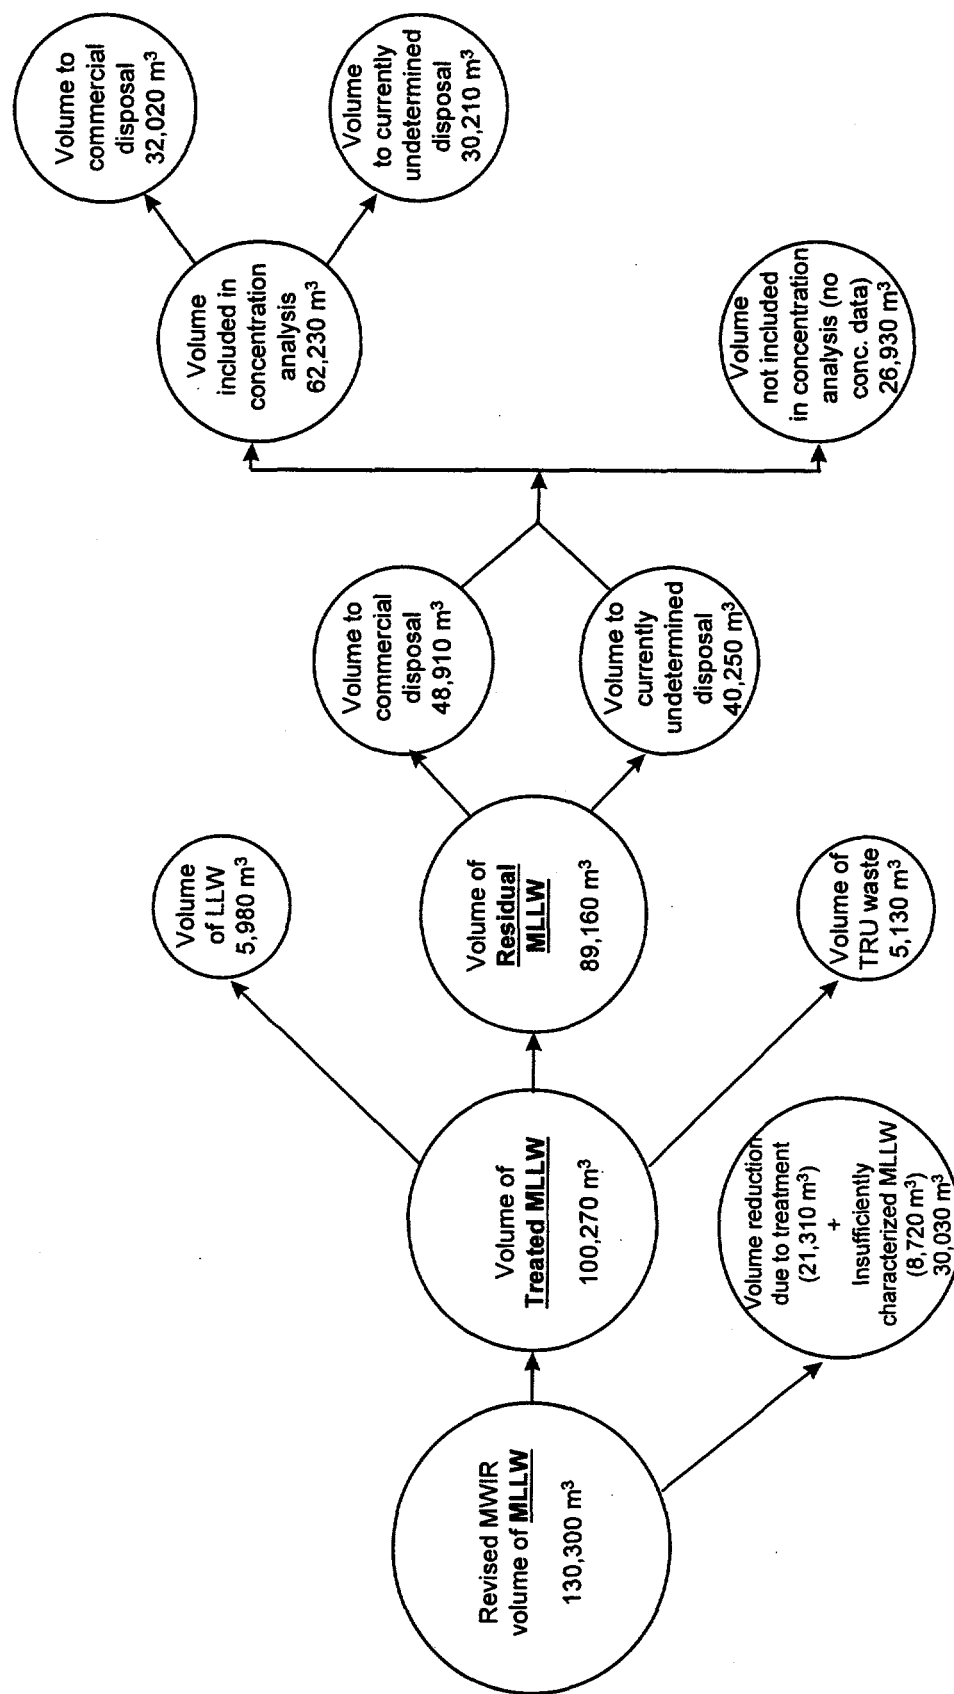 Revised MWIR
volume of MLLW
130,300 m³
Volume reduction
due to treatment
(21,310 m³)
+
Insufficiently
characterized MLLW
(8,720 m³)
30,030 m³
Volume of
Treated MLLW
100,270 m³
Volume
of LLW
5,980 m³
Volume of
Residual
MLLW
89,160 m³
Volume of
TRU waste
5,130 m³
Volume to
commercial
disposal
48,910 m³
Volume to
currently
undetermined
disposal
40,250 m³
Volume
included in
concentration
analysis
62,230 m³
Volume
not included
in concentration
analysis (no
conc. data)
26,930 m³
Volume to
commercial
disposal
32,020 m³
Volume
to currently
undetermined
disposal
30,210 m³